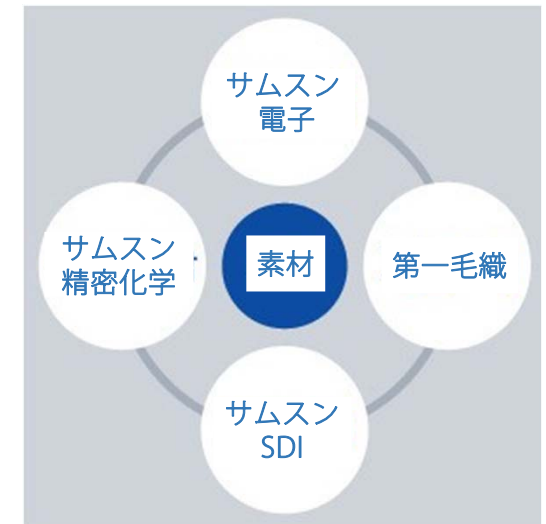 サムスン
電子
サムスン
精密化学
素材
第一毛織
サムスン
SDI